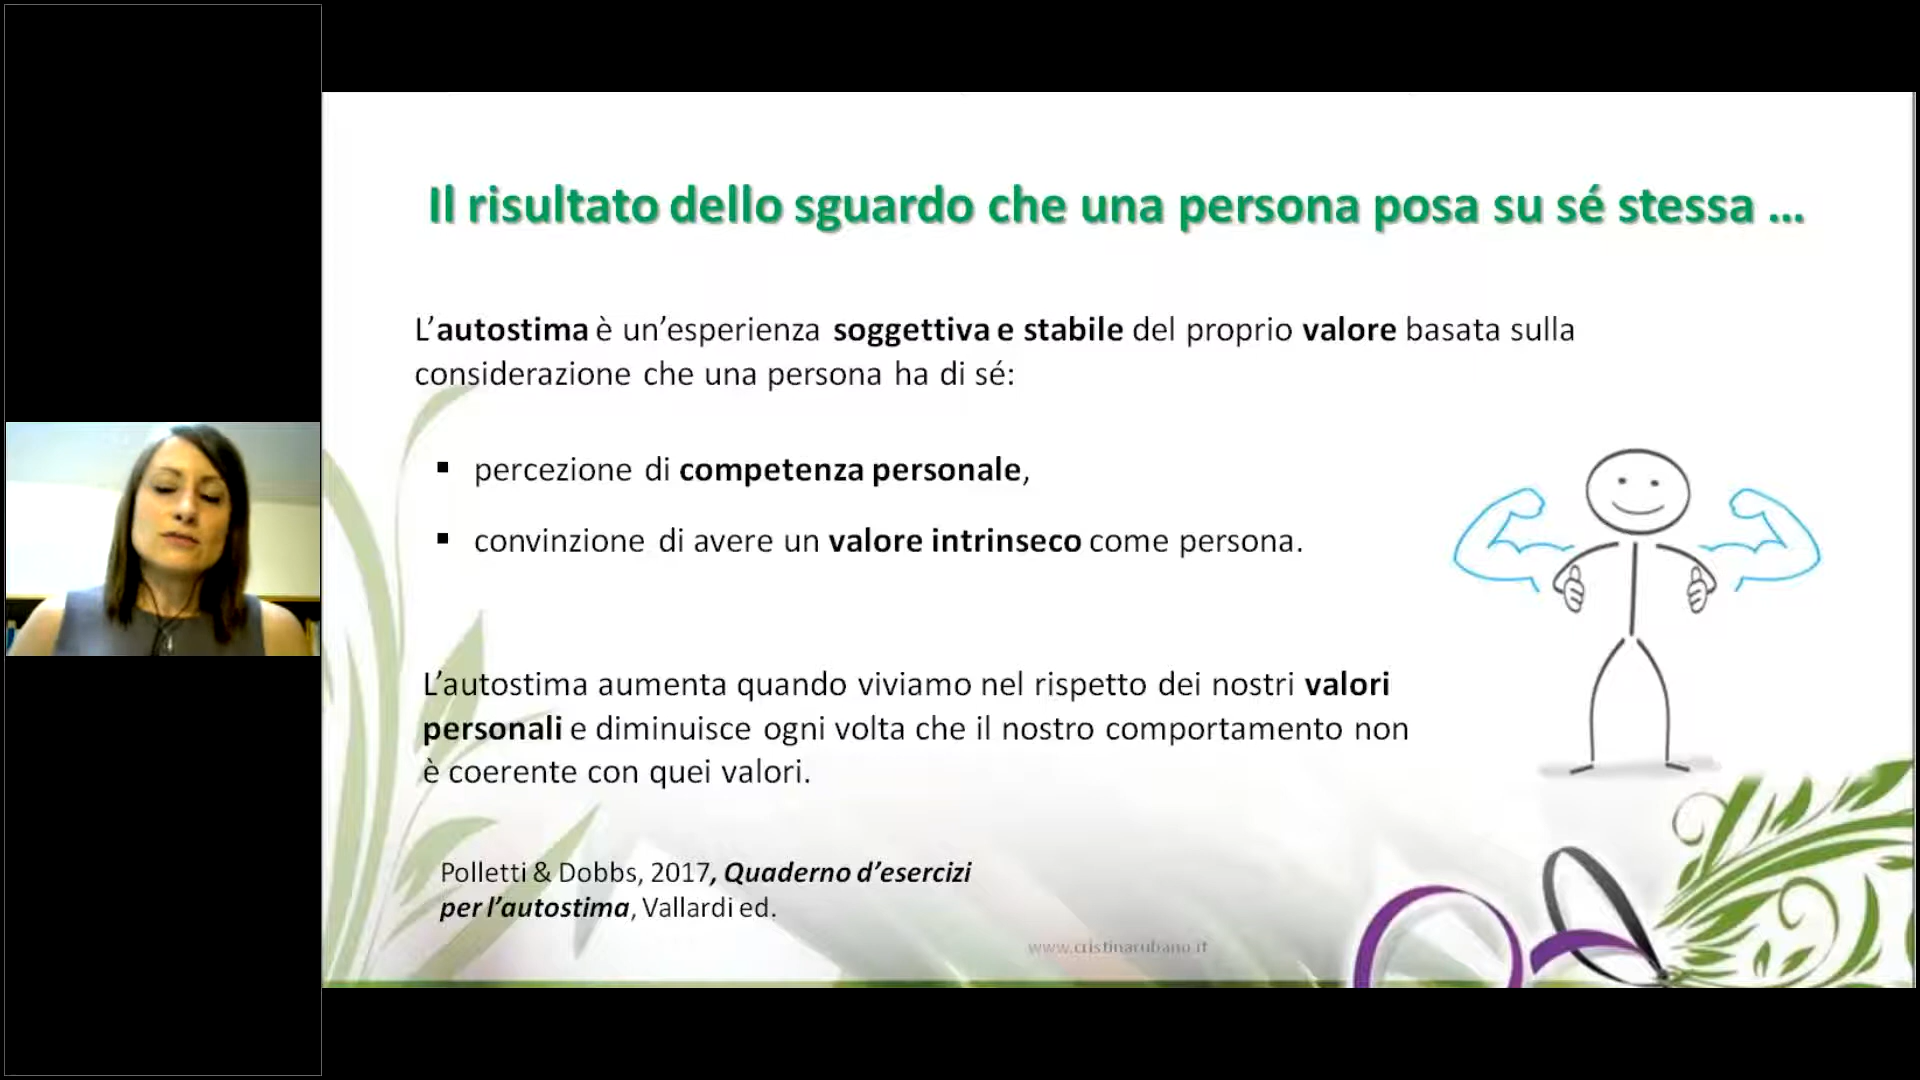 Il risultato dello sguardo che una persona posa su sé stessa ...
L’autostima è un’esperienza soggettiva e stabile del proprio valore basata sulla
considerazione che una persona ha di sé:
▪ percezione di competenza personale,
▪ convinzione di avere un valore intrinseco come persona.
L’autostima aumenta quando viviamo nel rispetto dei nostri valori
personali e diminuisce ogni volta che il nostro comportamento non
è coerente con quei valori.
Polletti & Dobbs, 2017, Quaderno d’esercizi
per l’autostima, Vallardi ed.
www.cristinarubano.it